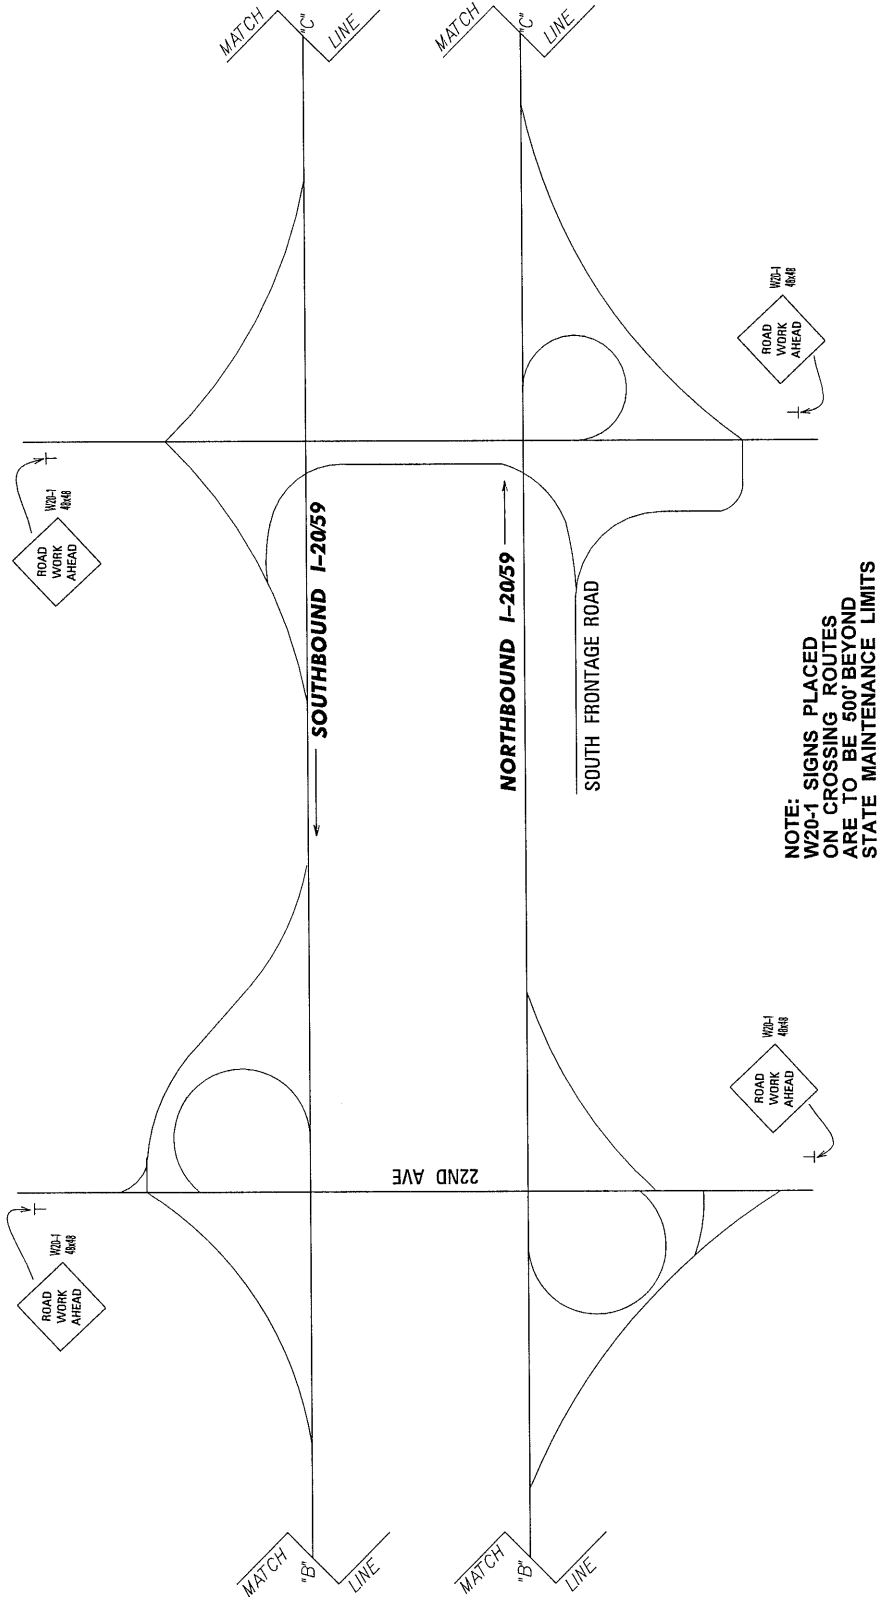 MATCH
"C"
LINE
MATCH
"C"
LINE
ROAD
WORK
AHEAD
W20-1
48x48
ROAD
WORK
AHEAD
W20-1
48x48
SOUTHBOUND I-20/59
NORTHBOUND I-20/59
SOUTH FRONTAGE ROAD
NOTE:
W20-1 SIGNS PLACED
ON CROSSING ROUTES
ARE TO BE 500' BEYOND
STATE MAINTENANCE LIMITS
22ND AVE
ROAD
WORK
AHEAD
W20-1
48x48
ROAD
WORK
AHEAD
W20-1
48x48
MATCH
"B"
LINE
MATCH
"B"
LINE